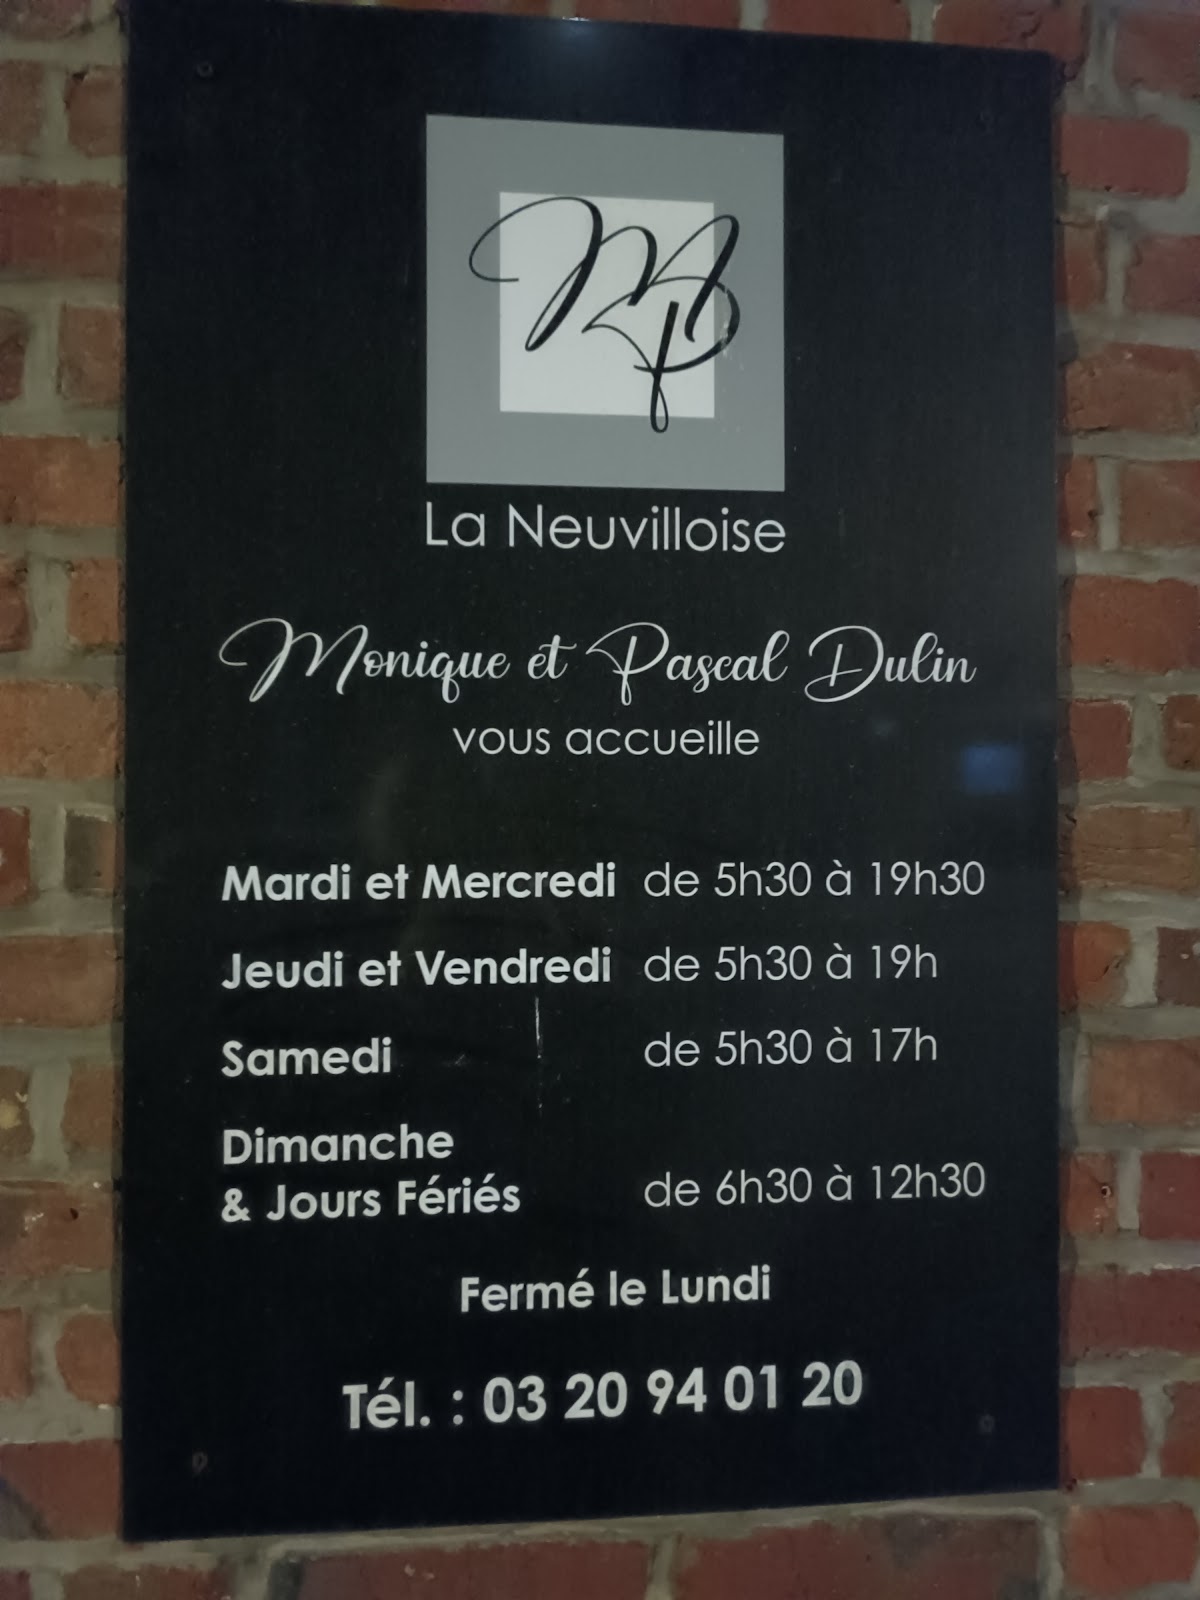 MP
La Neuvilloise
Monique et Pascal Dulin
vous accueille
Mardi et Mercredi de 5h30 à 19h30
Jeudi et Vendredi de 5h30 à 19h
Samedi de 5h30 à 17h
Dimanche
& Jours Fériés de 6h30 à 12h30
Fermé le Lundi
Tél. : 03 20 94 01 20